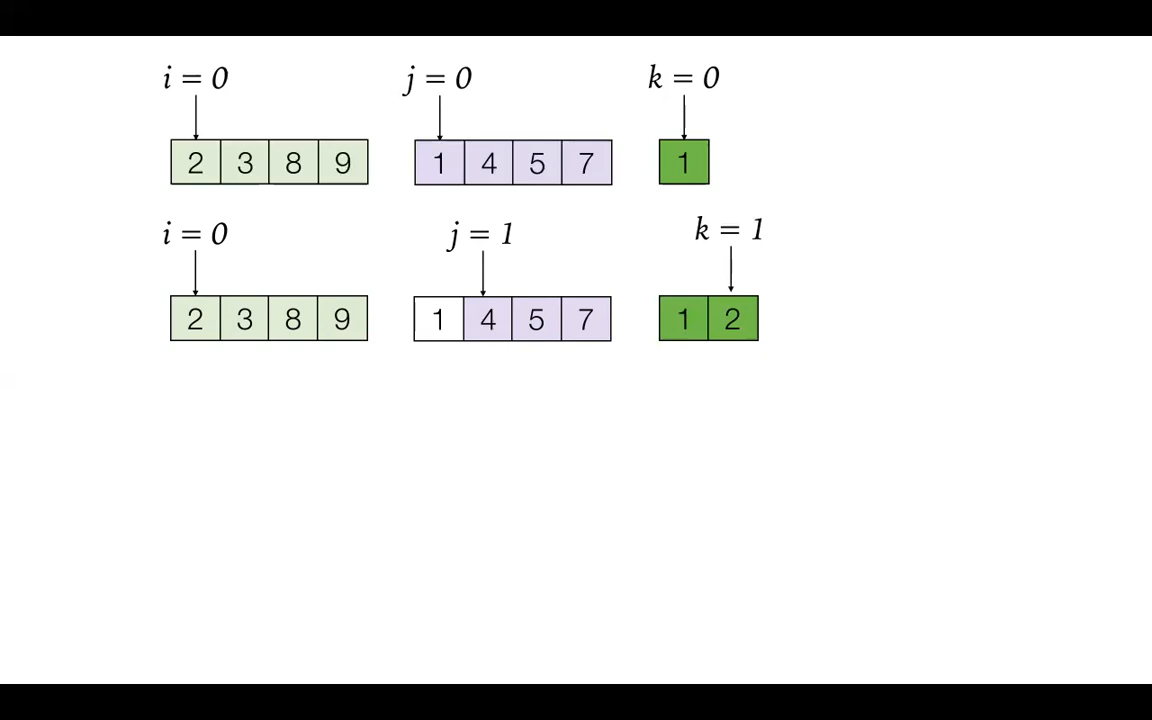 i = 0 j = 0 k = 0
2 3 8 9 1 4 5 7 1
i = 0 j = 1 k = 1
2 3 8 9 1 4 5 7 1 2